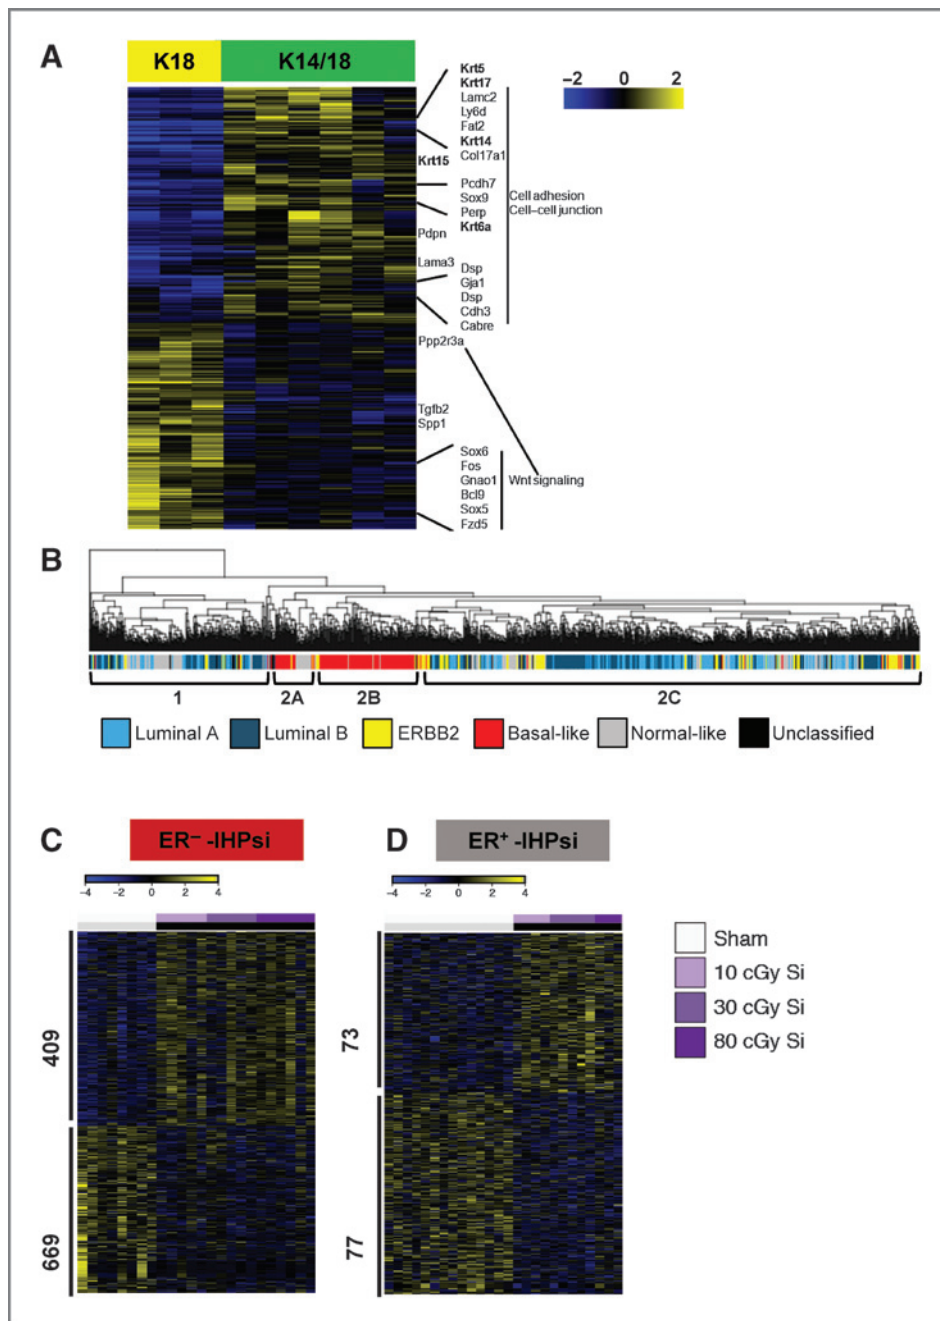 A
K18
K14/18
−2 0 2
Krt5
Krt17
Lamc2
Ly6d
Fat2
Krt14
Col17a1
Krt15
Pcdh7
Sox9
Perp
Krt6a
Cell adhesion
Cell–cell junction
Pdpn
Lama3
Dsp
Gja1
Dsp
Cdh3
Cabre
Ppp2r3a
Tgfb2
Spp1
Sox6
Fos
Gnao1
Bcl9
Sox5
Fzd5
Wnt signaling
B
1 2A 2B 2C
Luminal A Luminal B ERBB2 Basal-like Normal-like Unclassified
C
ER− -IHPsi
−4 −2 0 2 4
409
669
D
ER+ -IHPsi
−4 −2 0 2 4
73
77
Sham
10 cGy Si
30 cGy Si
80 cGy Si